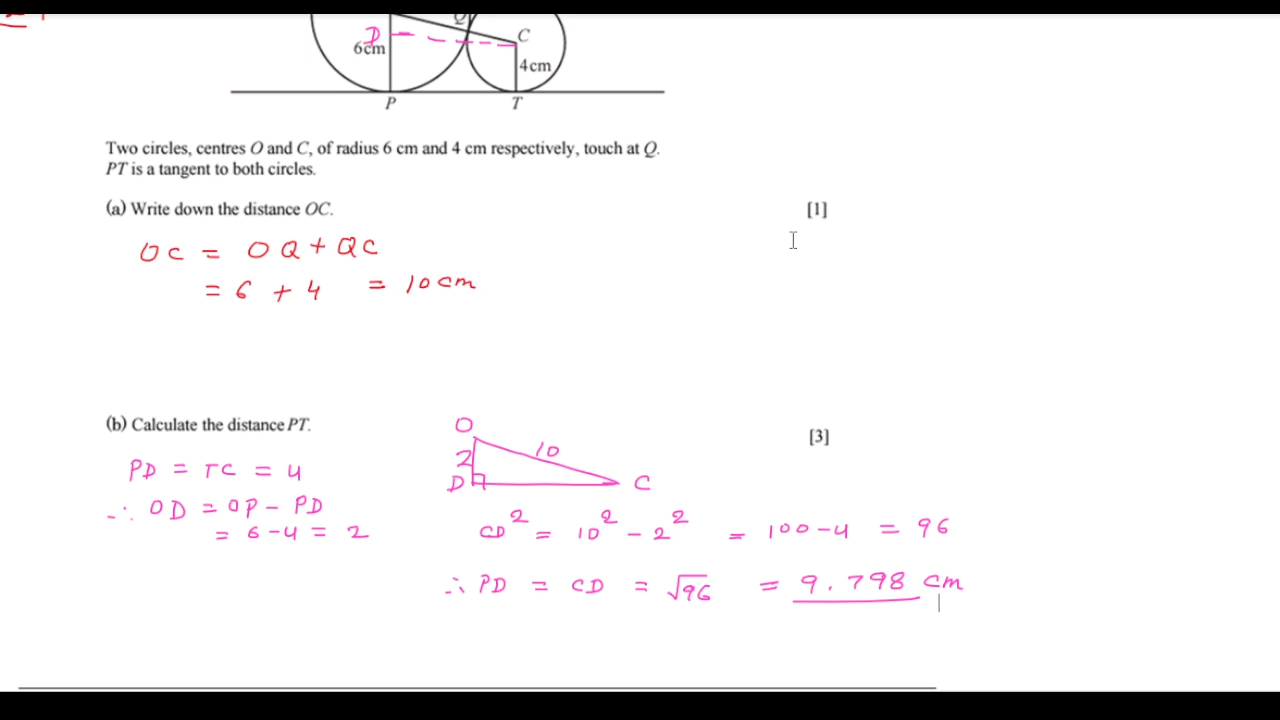 Q
D
C
6cm
4cm
P
T
Two circles, centres O and C, of radius 6 cm and 4 cm respectively, touch at Q.
PT is a tangent to both circles.
(a) Write down the distance OC.
[1]
OC = OQ + QC
= 6 + 4 = 10 cm
(b) Calculate the distance PT.
[3]
O
10
2
D
C
PD = TC = 4
∴ OD = OP - PD
= 6 - 4 = 2
CD² = 10² - 2² = 100 - 4 = 96
∴ PD = CD = √96 = 9.798 cm